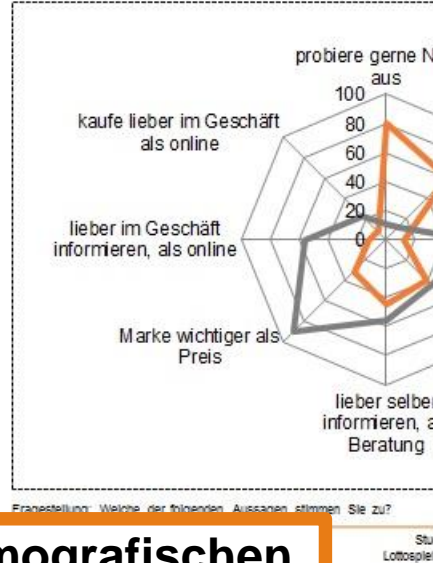 probiere gerne N
aus
100
80
60
40
20
0
kaufe lieber im Geschäft
als online
lieber im Geschäft
informieren, als online
Marke wichtiger als
Preis
lieber selber
informieren, a
Beratung
Fragestellung: Welche der folgenden Aussagen stimmen Sie zu?
mografischen
Stu
Lottospiel